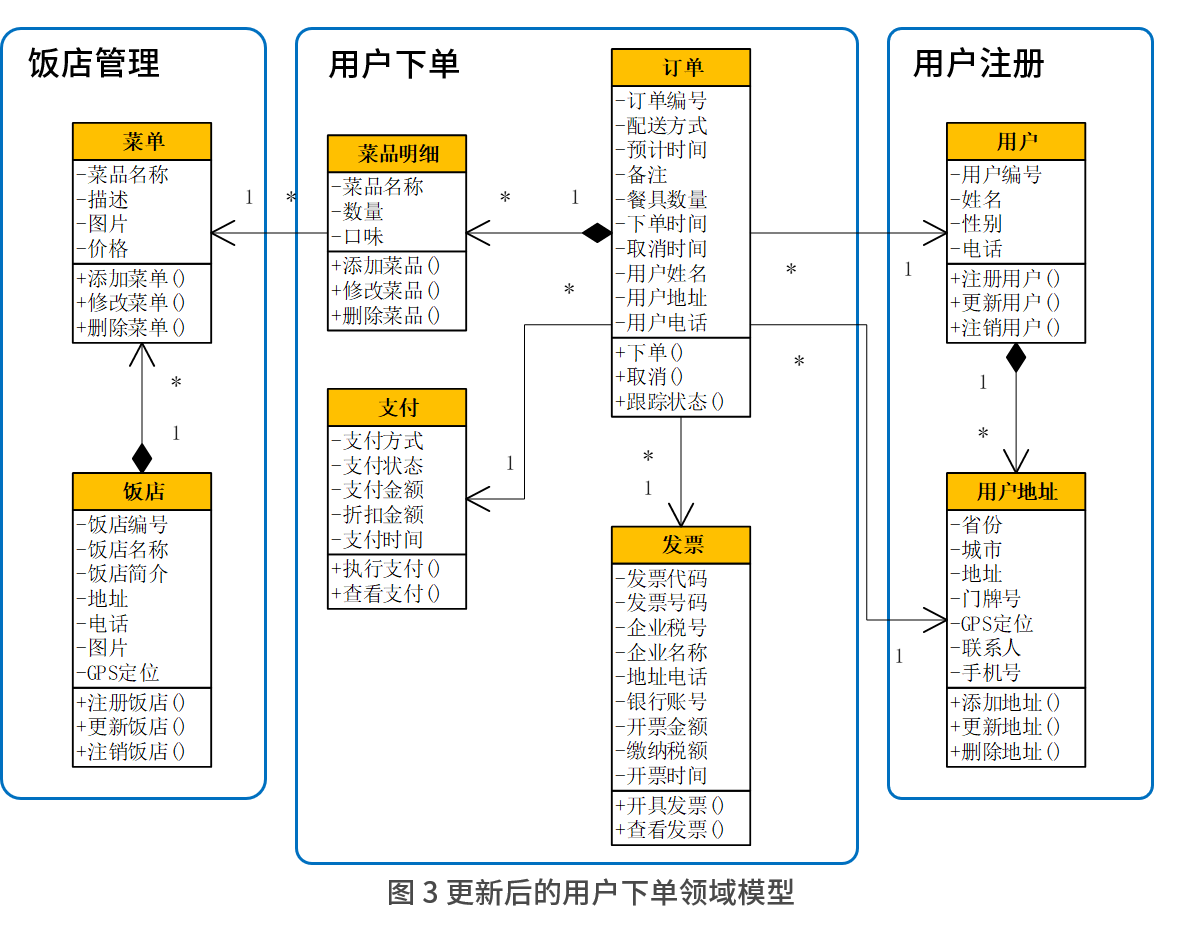 饭店管理
菜单
-菜品名称
-描述
-图片
-价格
+添加菜单()
+修改菜单()
+删除菜单()
*
1
饭店
-饭店编号
-饭店名称
-饭店简介
-地址
-电话
-图片
-GPS定位
+注册饭店()
+更新饭店()
+注销饭店()
1
*
用户下单
菜品明细
-菜品名称
-数量
-口味
+添加菜品()
+修改菜品()
+删除菜品()
*
1
支付
-支付方式
-支付状态
-支付金额
-折扣金额
-支付时间
+执行支付()
+查看支付()
*
1
订单
-订单编号
-配送方式
-预计时间
-备注
-餐具数量
-下单时间
-取消时间
-用户姓名
-用户地址
-用户电话
+下单()
+取消()
+跟踪状态()
*
1
发票
-发票代码
-发票号码
-企业税号
-企业名称
-地址电话
-银行账号
-开票金额
-缴纳税额
-开票时间
+开具发票()
+查看发票()
*
1
*
1
用户注册
用户
-用户编号
-姓名
-性别
-电话
+注册用户()
+更新用户()
+注销用户()
1
*
用户地址
-省份
-城市
-地址
-门牌号
-GPS定位
-联系人
-手机号
+添加地址()
+更新地址()
+删除地址()
图 3 更新后的用户下单领域模型